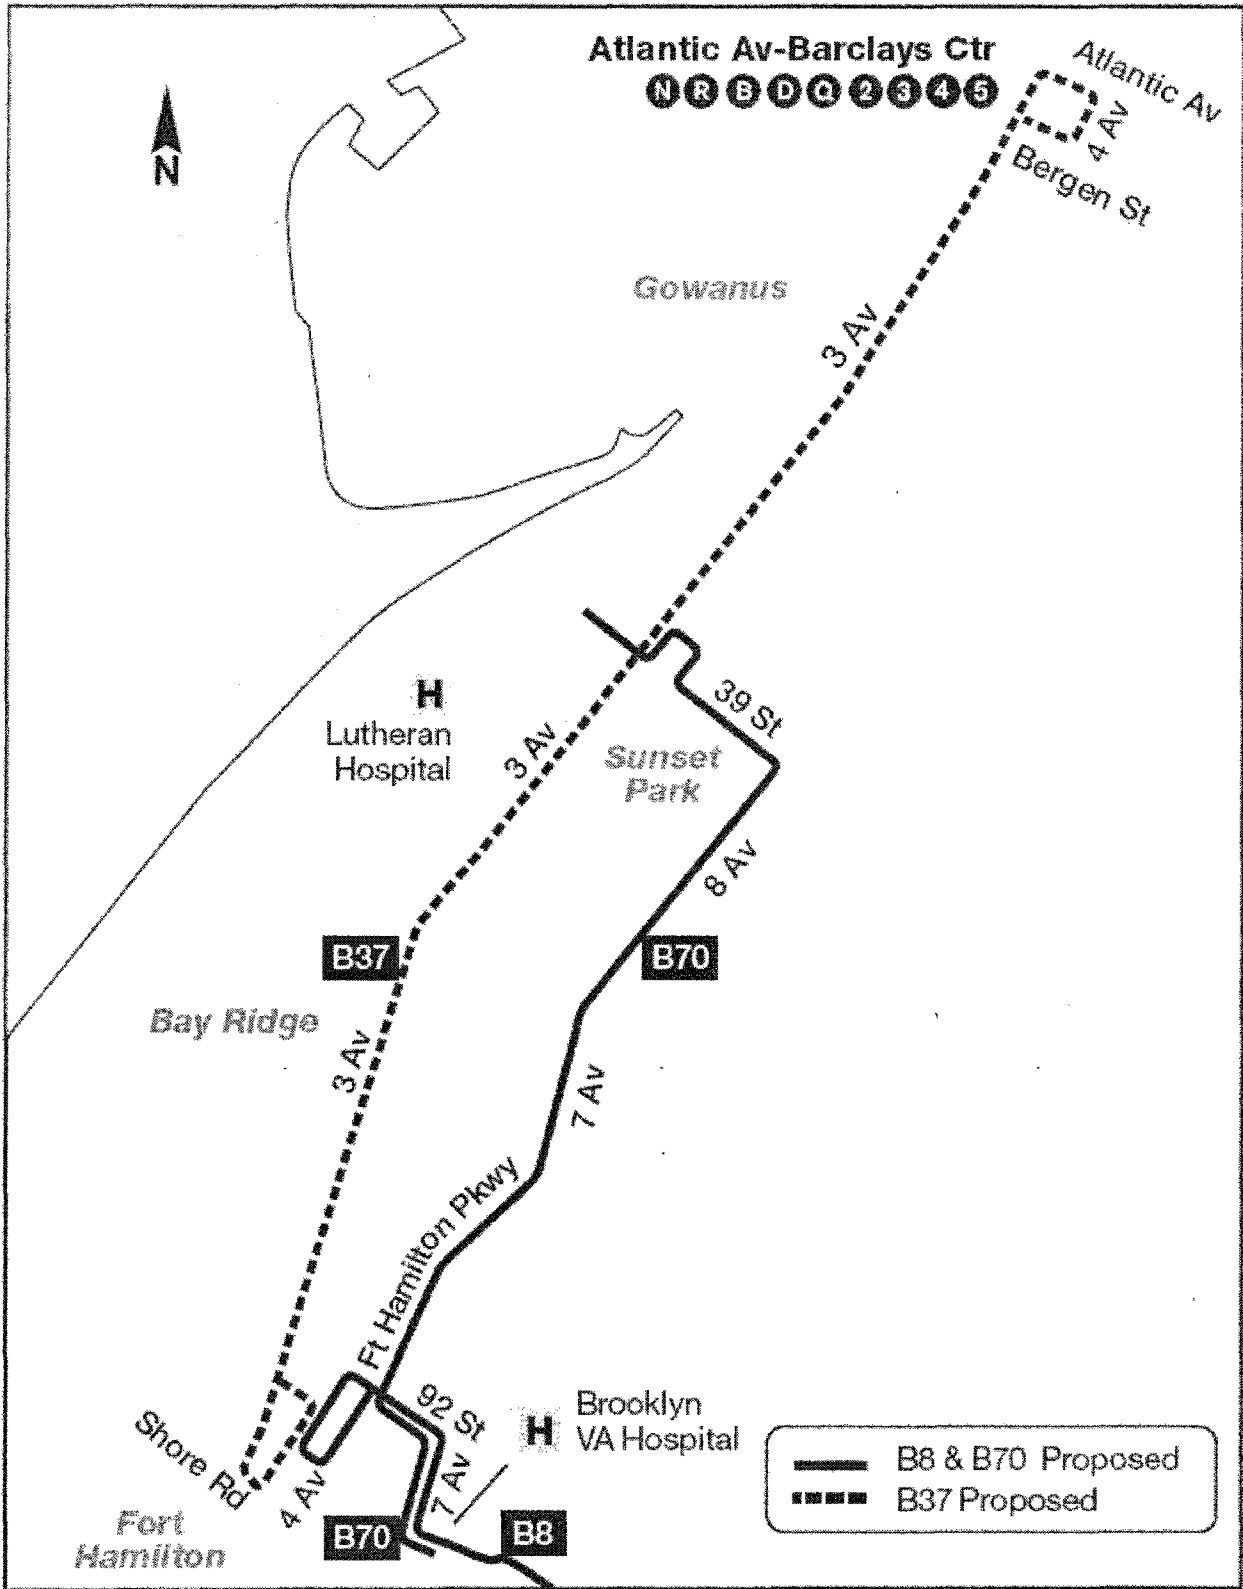 Atlantic Av-Barclays Ctr
N R B D Q 2 3 4 5
Atlantic Av
4 Av
Bergen St
N
Gowanus
3 Av
39 St
H
Lutheran
Hospital
3 Av
Sunset
Park
8 Av
B37
B70
Bay Ridge
3 Av
7 Av
Ft Hamilton Pkwy
92 St
H
Brooklyn
VA Hospital
Shore Rd
4 Av
7 Av
Fort
Hamilton
B70
B8
B8 & B70 Proposed
B37 Proposed